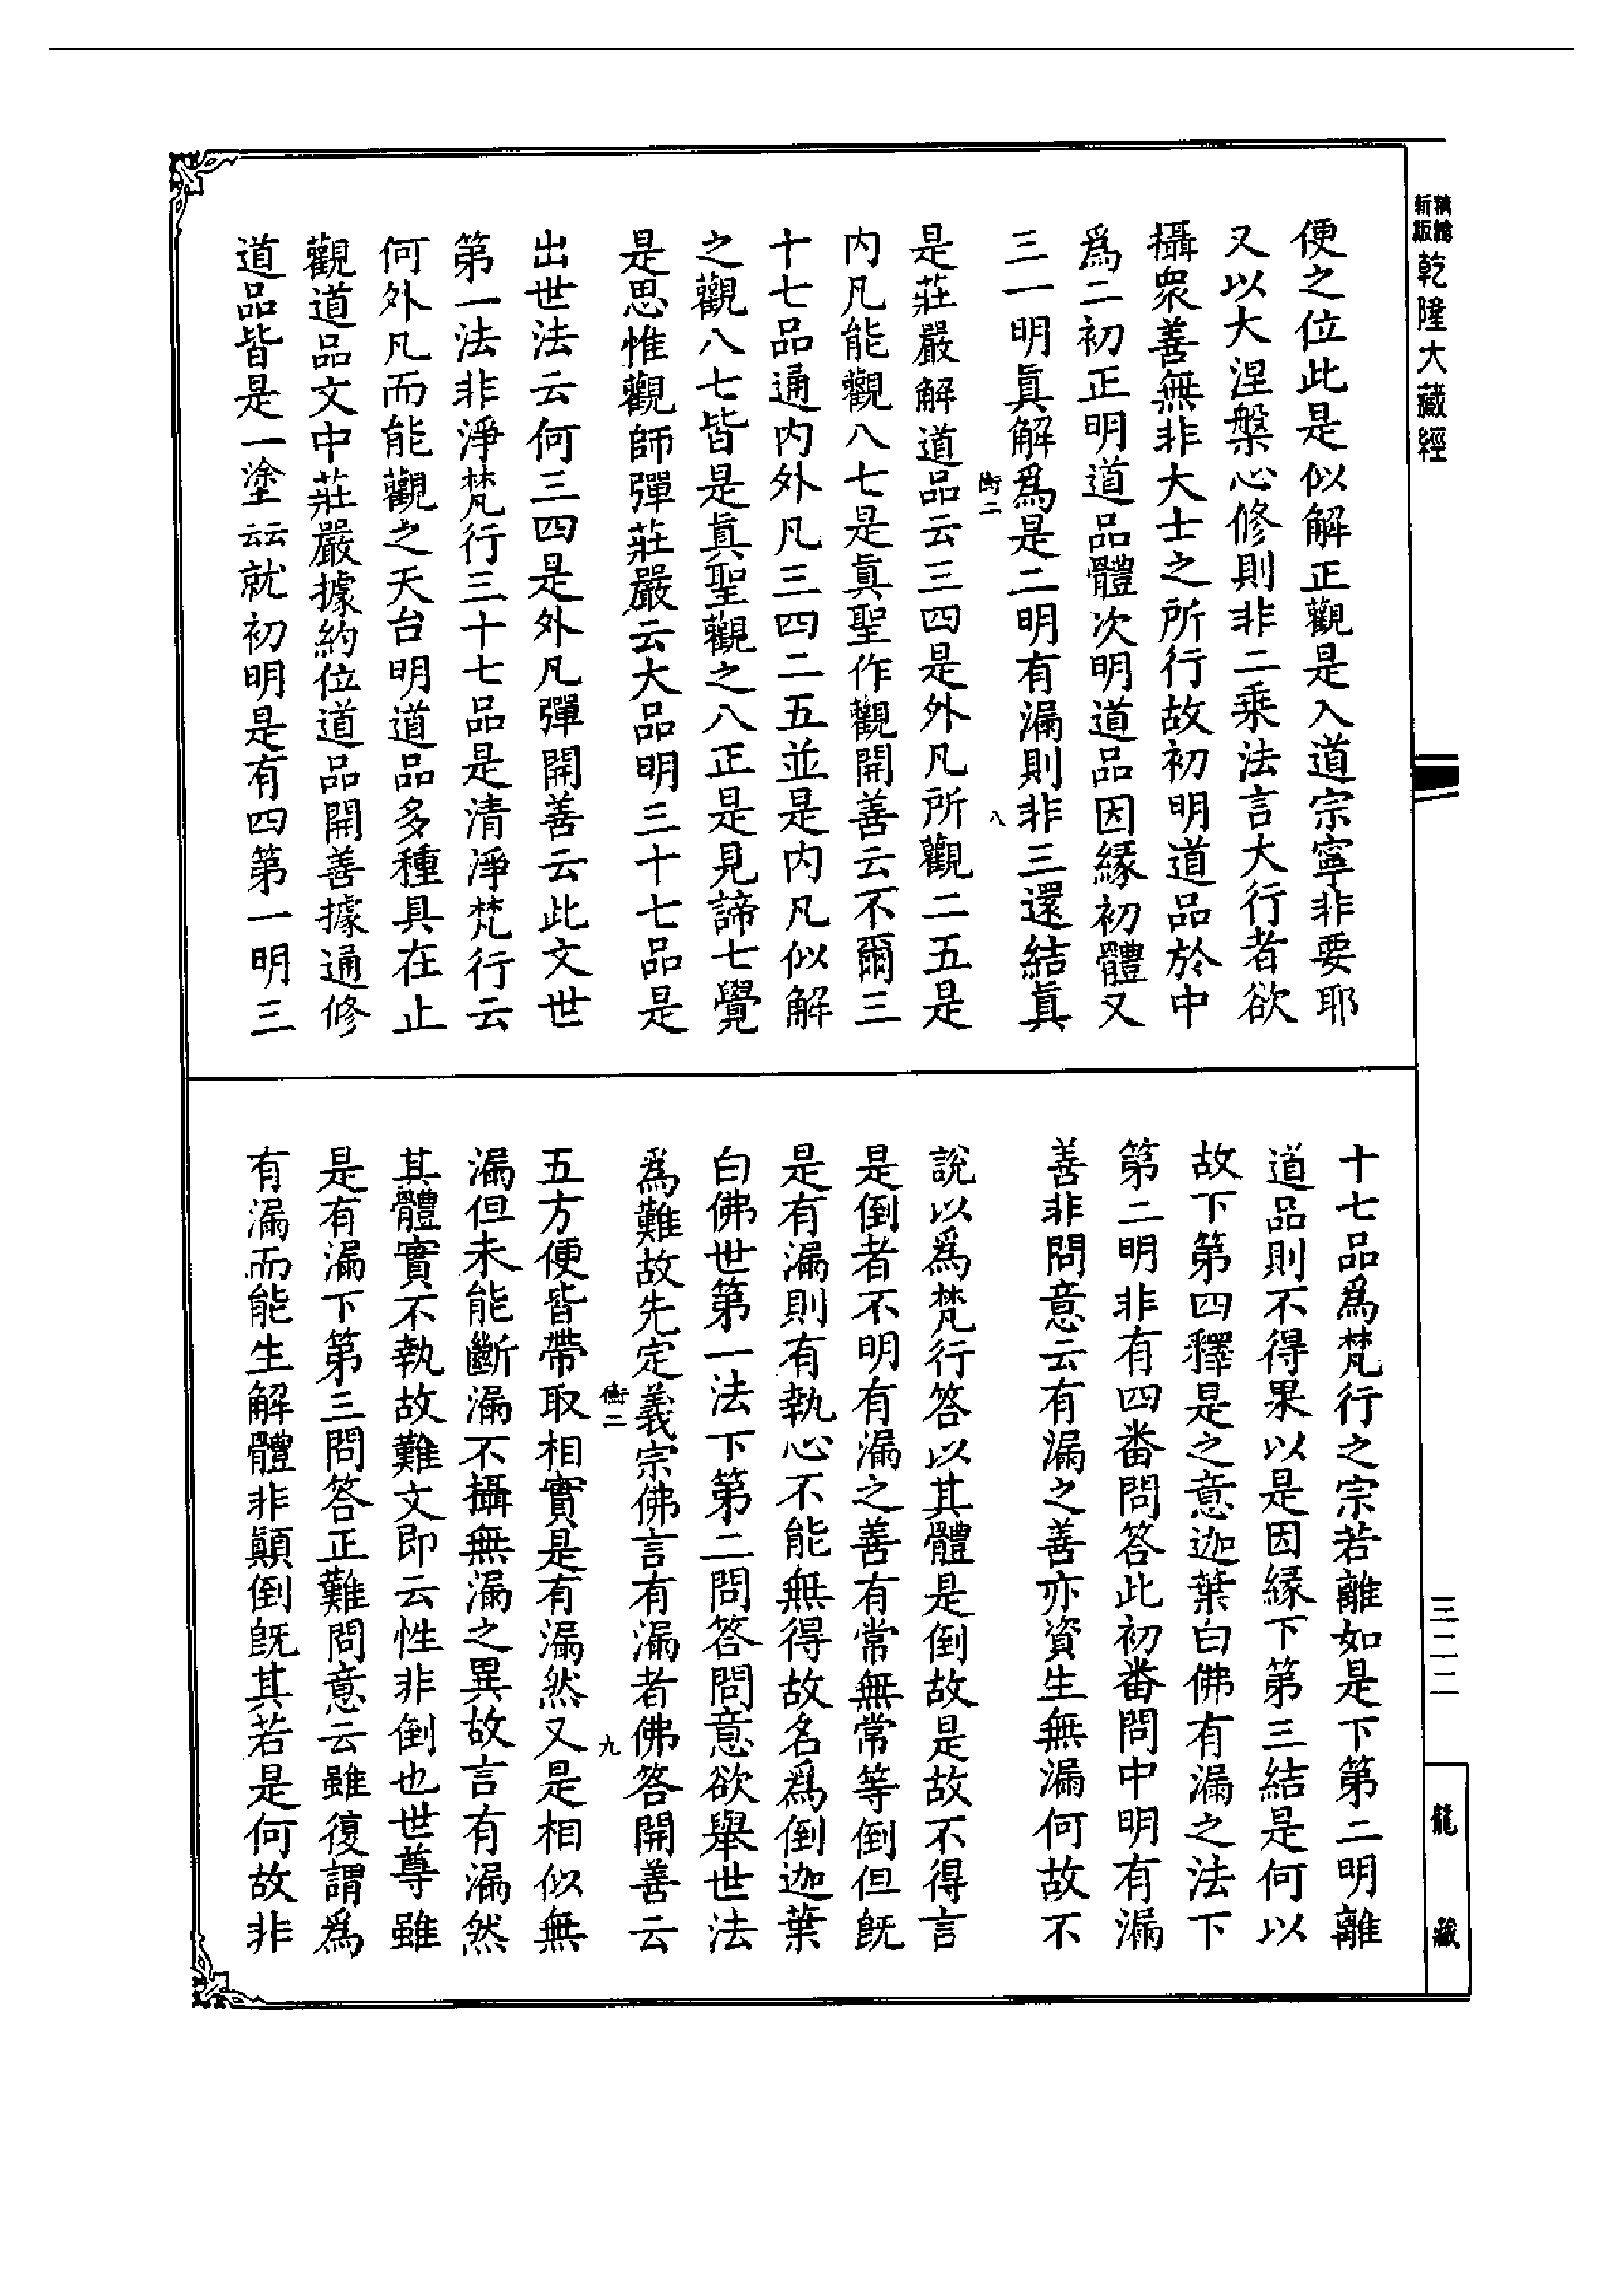 新版
精縮
乾隆大藏經
便之位此是似解正觀是入道宗寧非要耶
又以大涅槃心修則非二乘法言大行者欲
攝衆善無非大士之所行故初明道品於中
爲二初正明道品體次明道品因緣初體又
三一明眞解爲是二明有漏則非三還結眞
衡二
八
是莊嚴解道品云三四是外凡所觀二五是
内凡能觀八七是眞聖作觀開善云不爾三
十七品通内外凡三四二五並是内凡似解
之觀八七皆是眞聖觀之八正是見諦七覺
是思惟觀師彈莊嚴云大品明三十七品是
出世法云何三四是外凡彈開善云此文世
第一法非淨梵行三十七品是清淨梵行云
何外凡而能觀之天台明道品多種具在止
觀道品文中莊嚴據約位道品開善據通修
道品皆是一塗云云就初明是有四第一明三
十七品爲梵行之宗若離如是下第二明離
道品則不得果以是因緣下第三結是何以
故下第四釋是之意迦葉白佛有漏之法下
第二明非有四番問答此初番問中明有漏
善非問意云有漏之善亦資生無漏何故不
說以爲梵行答以其體是倒故是故不得言
是倒者不明有漏之善有常無常等倒但旣
是有漏則有執心不能無得故名爲倒迦葉
白佛世第一法下第二問答問意欲舉世法
爲難故先定義宗佛言有漏者佛答開善云
衡二
九
五方便皆帶取相實是有漏然又是相似無
漏但未能斷漏不攝無漏之異故言有漏然
其體實不執故難文即云性非倒也世尊雖
是有漏下第三問答正難問意云雖復謂爲
有漏而能生解體非顚倒旣其若是何故非
三二二
龍藏